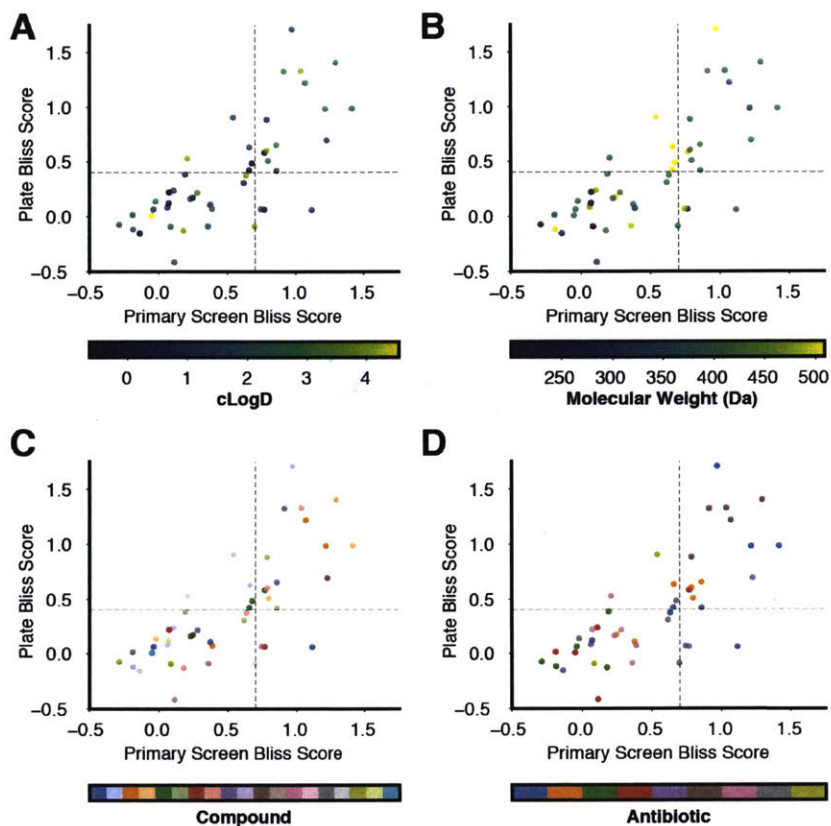 A
Plate Bliss Score
1.5
1.0
0.5
0.0
−0.5
−0.5 0.0 0.5 1.0 1.5
Primary Screen Bliss Score
0 1 2 3 4
cLogD
B
Plate Bliss Score
1.5
1.0
0.5
0.0
−0.5
−0.5 0.0 0.5 1.0 1.5
Primary Screen Bliss Score
250 300 350 400 450 500
Molecular Weight (Da)
C
Plate Bliss Score
1.5
1.0
0.5
0.0
−0.5
−0.5 0.0 0.5 1.0 1.5
Primary Screen Bliss Score
Compound
D
Plate Bliss Score
1.5
1.0
0.5
0.0
−0.5
−0.5 0.0 0.5 1.0 1.5
Primary Screen Bliss Score
Antibiotic